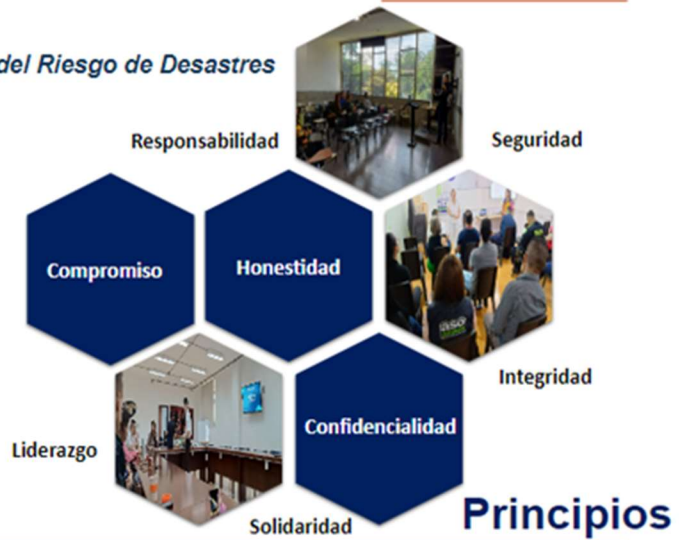 del Riesgo de Desastres
Responsabilidad
Seguridad
Compromiso
Honestidad
Integridad
Confidencialidad
Liderazgo
Solidaridad
Principios